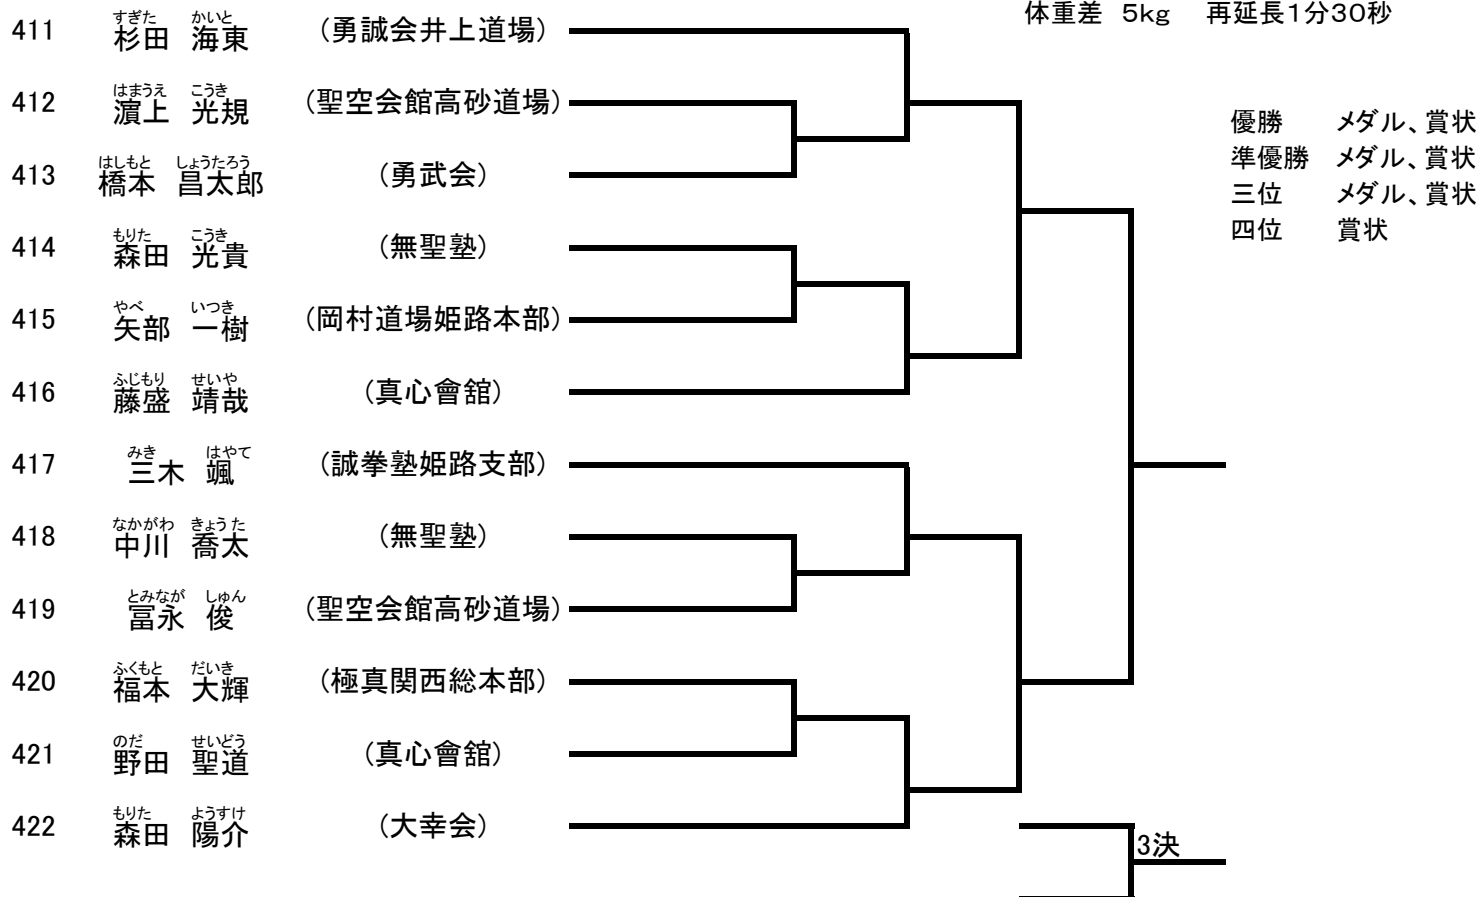 体重差 5kg 再延長1分30秒
すぎた かいと
411 杉田 海東 (勇誠会井上道場)
はまうえ こうき
412 濵上 光規 (聖空会館高砂道場)
はしもと しょうたろう
413 橋本 昌太郎 (勇武会)
もりた こうき
414 森田 光貴 (無聖塾)
やべ いつき
415 矢部 一樹 (岡村道場姫路本部)
ふじもり せいや
416 藤盛 靖哉 (真心會舘)
みき はやて
417 三木 颯 (誠拳塾姫路支部)
なかがわ きょうた
418 中川 喬太 (無聖塾)
とみなが しゅん
419 冨永 俊 (聖空会館高砂道場)
ふくもと だいき
420 福本 大輝 (極真関西総本部)
のだ せいどう
421 野田 聖道 (真心會舘)
もりた ようすけ
422 森田 陽介 (大幸会)
優勝 メダル、賞状
準優勝 メダル、賞状
三位 メダル、賞状
四位 賞状
3決